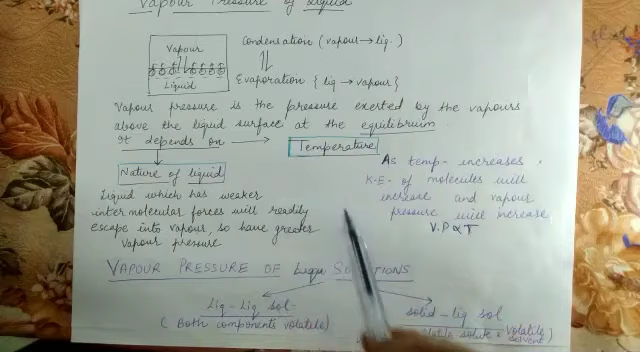 Vapour Pressure of Liquid
Vapour
Liquid
Condensation (vapour → liq.)
Evaporation { liq → vapour }
Vapour pressure is the pressure exerted by the vapours
above the liquid surface at the equilibrium.
It depends on → Temperature
Nature of liquid
Liquid which has weaker
intermolecular forces will readily
escape into vapour, so have greater
vapour pressure
As temp- increases,
K.E- of molecules will
increase and vapour
pressure will increase
V.P ∝ T
VAPOUR PRESSURE OF Liqu SOLUTIONS
Liq - Liq sol-
(Both components volatile)
solid - liq sol
solute + volatile
solvent)